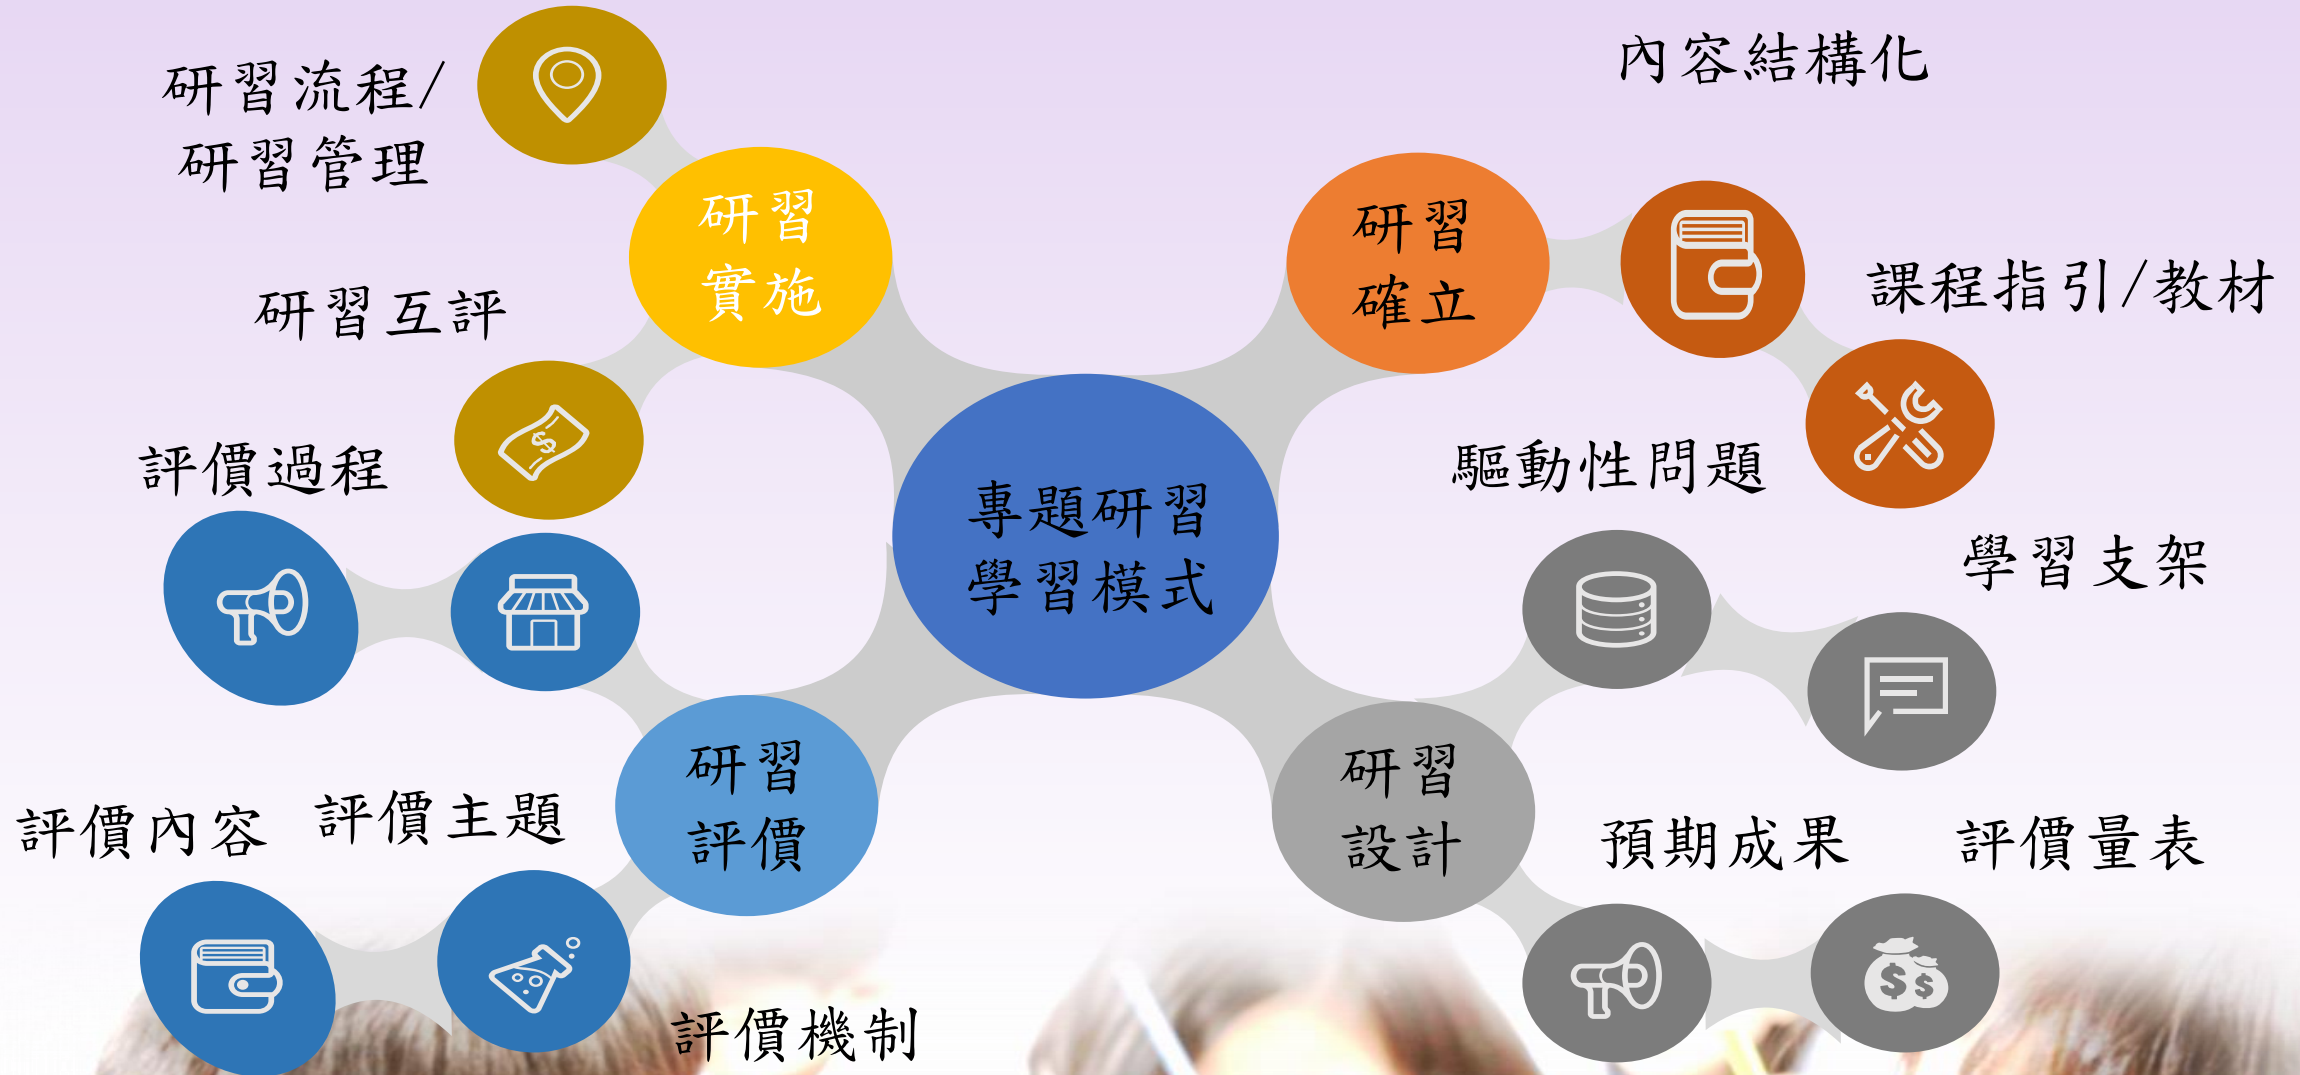 研習流程/
研習管理
研習
實施
研習互評
內容結構化
研習
確立
課程指引/教材
專題研習
學習模式
評價過程
驅動性問題
學習支架
研習
評價
評價內容
評價主題
評價機制
研習
設計
預期成果
評價量表